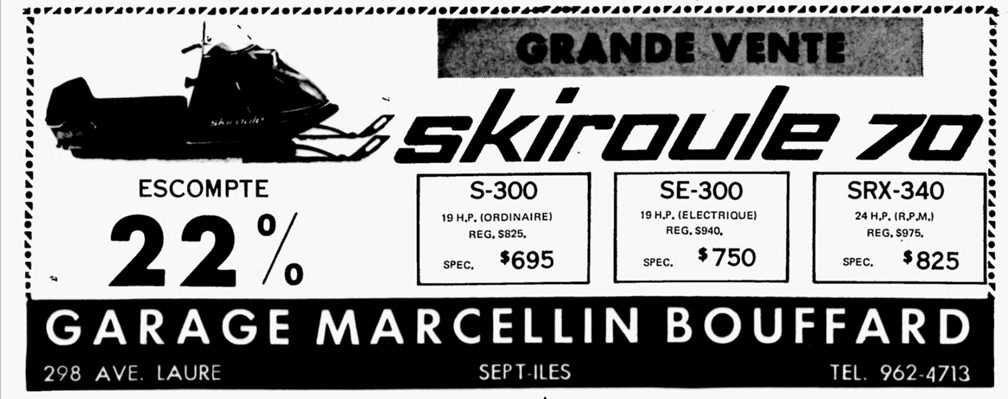 GRANDE VENTE
skiroule
skiroule 70
ESCOMPTE
22%
S-300
19 H.P. (ORDINAIRE)
REG. $825.
SPEC. $695
SE-300
19 H.P. (ELECTRIQUE)
REG. $940.
SPEC. $750
SRX-340
24 H.P. (R.P.M.)
REG. $975.
SPEC. $825
GARAGE MARCELLIN BOUFFARD
298 AVE. LAURE SEPT-ILES TEL. 962-4713